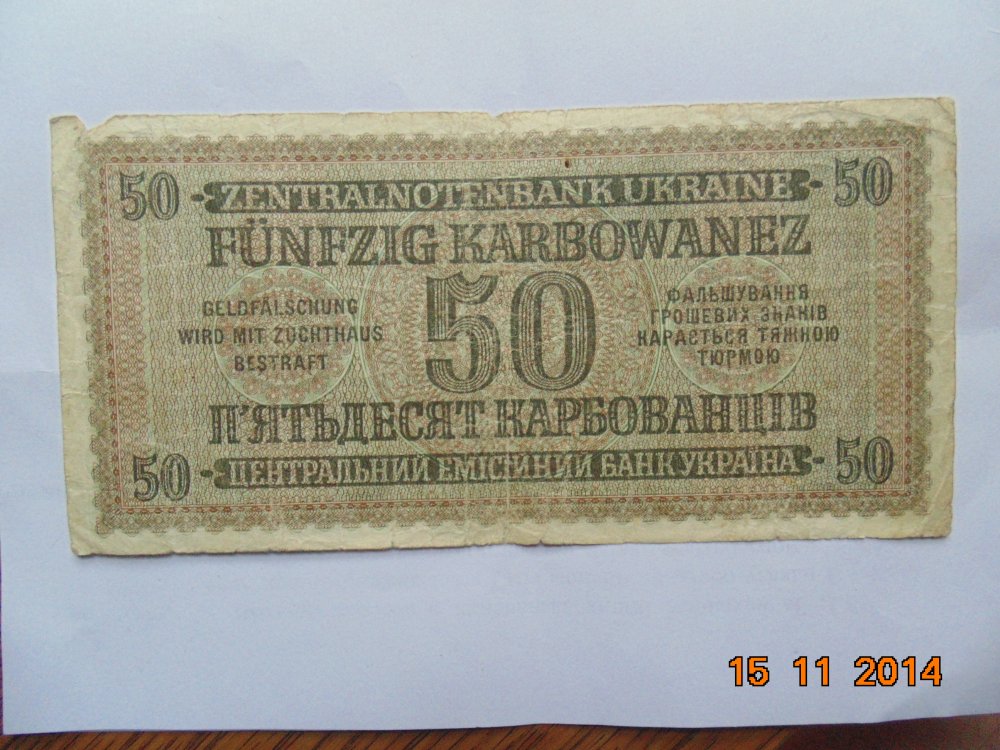 50 ZENTRALNOTENBANK UKRAINE 50
FÜNFZIG KARBOWANEZ
GELDFÄLSCHUNG
WIRD MIT ZUCHTHAUS
BESTRAFT
50
ФАЛЬШУВАННЯ
ГРОШЕВИХ ЗНАКІВ
КАРАЄТЬСЯ ТЯЖКОЮ
ТЮРМОЮ
П'ЯТЬДЕСЯТ КАРБОВАНЦІВ
50 ЦЕНТРАЛЬНИЙ ЕМІСІЙНИЙ БАНК УКРАЇНА 50
15 11 2014